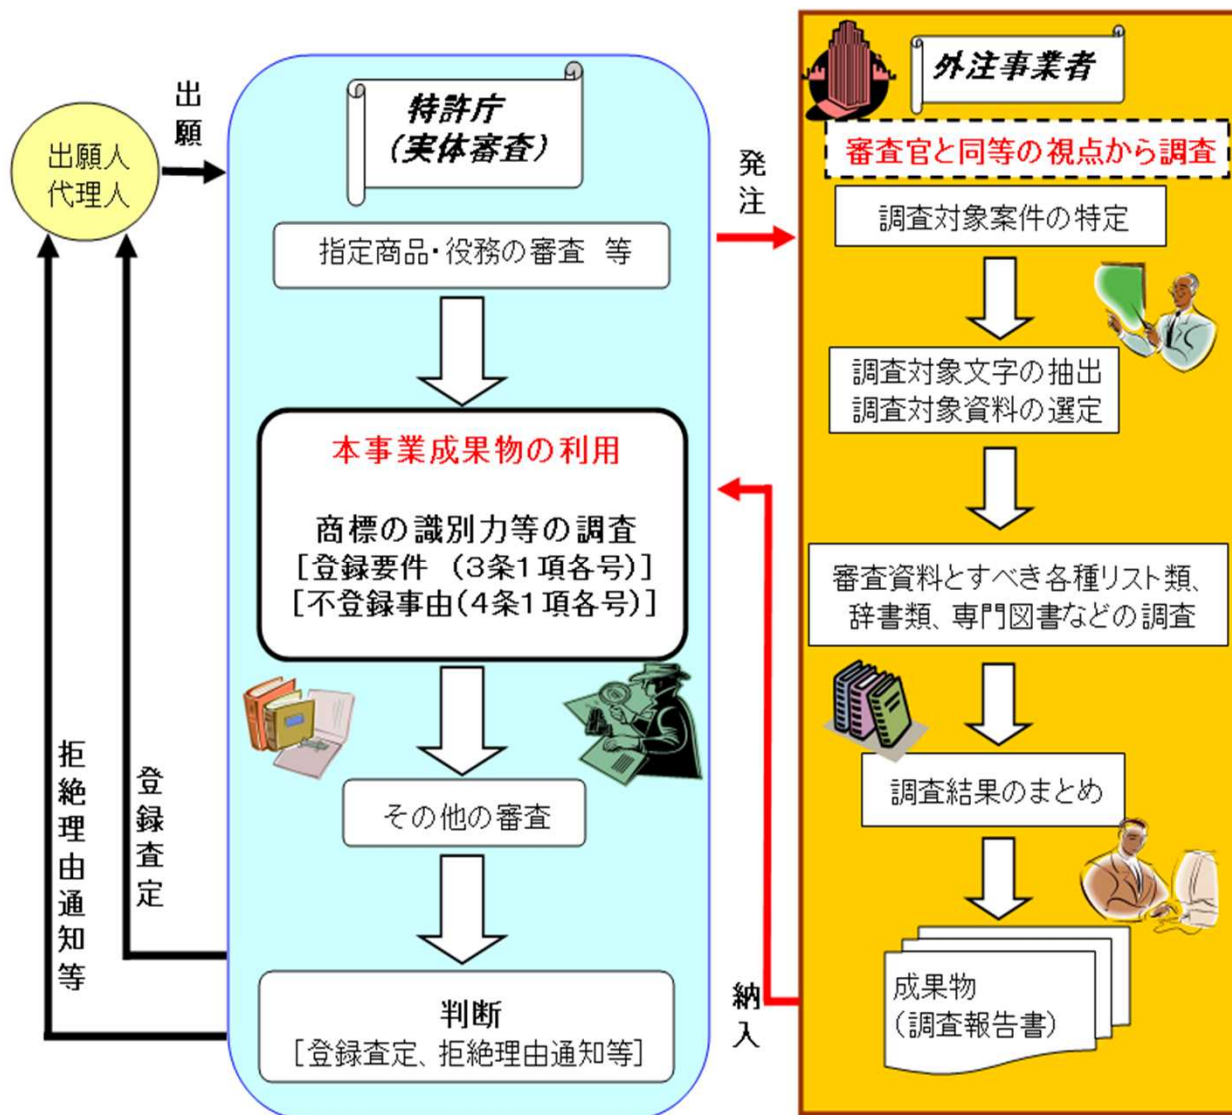 出願人
代理人
出願
特許庁
(実体審査)
指定商品・役務の審査 等
本事業成果物の利用
商標の識別力等の調査
[登録要件 (3条1項各号)]
[不登録事由(4条1項各号)]
その他の審査
判断
[登録査定、拒絶理由通知等]
拒絶理由通知等
登録査定
発注
納入
外注事業者
審査官と同等の視点から調査
調査対象案件の特定
調査対象文字の抽出
調査対象資料の選定
審査資料とすべき各種リスト類、
辞書類、専門図書などの調査
調査結果のまとめ
成果物
(調査報告書)